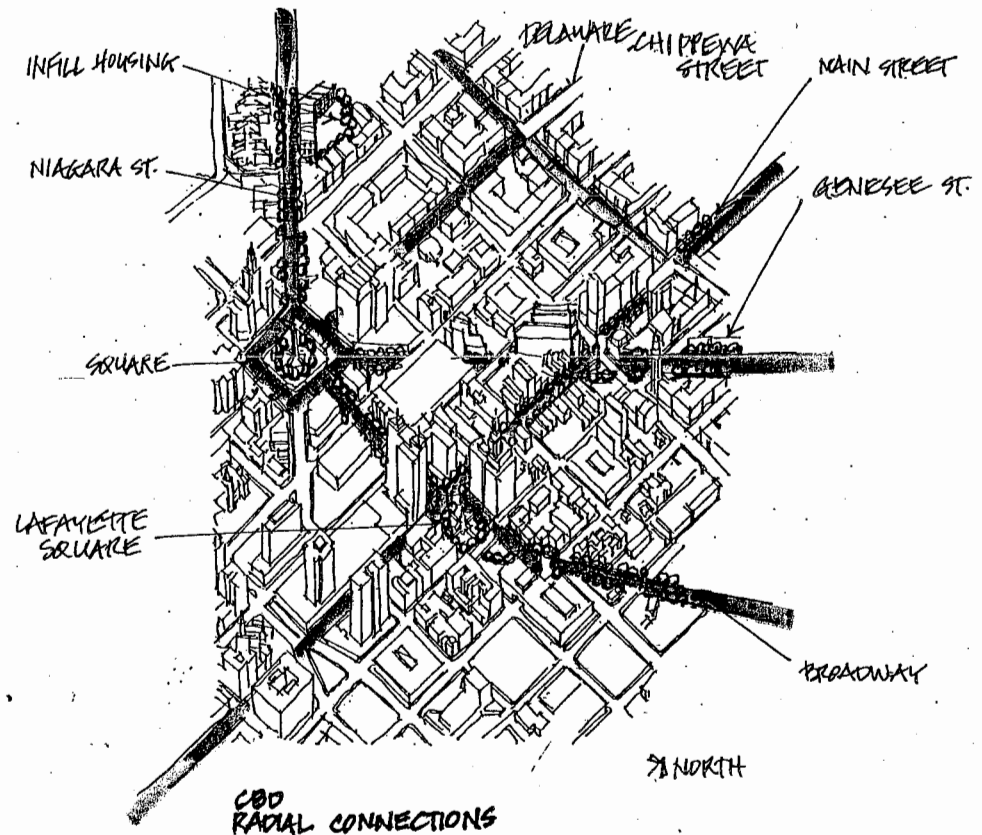 INFILL HOUSING
DELAWARE
CHIPPEWA
STREET
MAIN STREET
NIAGARA ST.
GENESEE ST.
SQUARE
LAFAYETTE
SQUARE
BROADWAY
NORTH
CBD
RADIAL CONNECTIONS